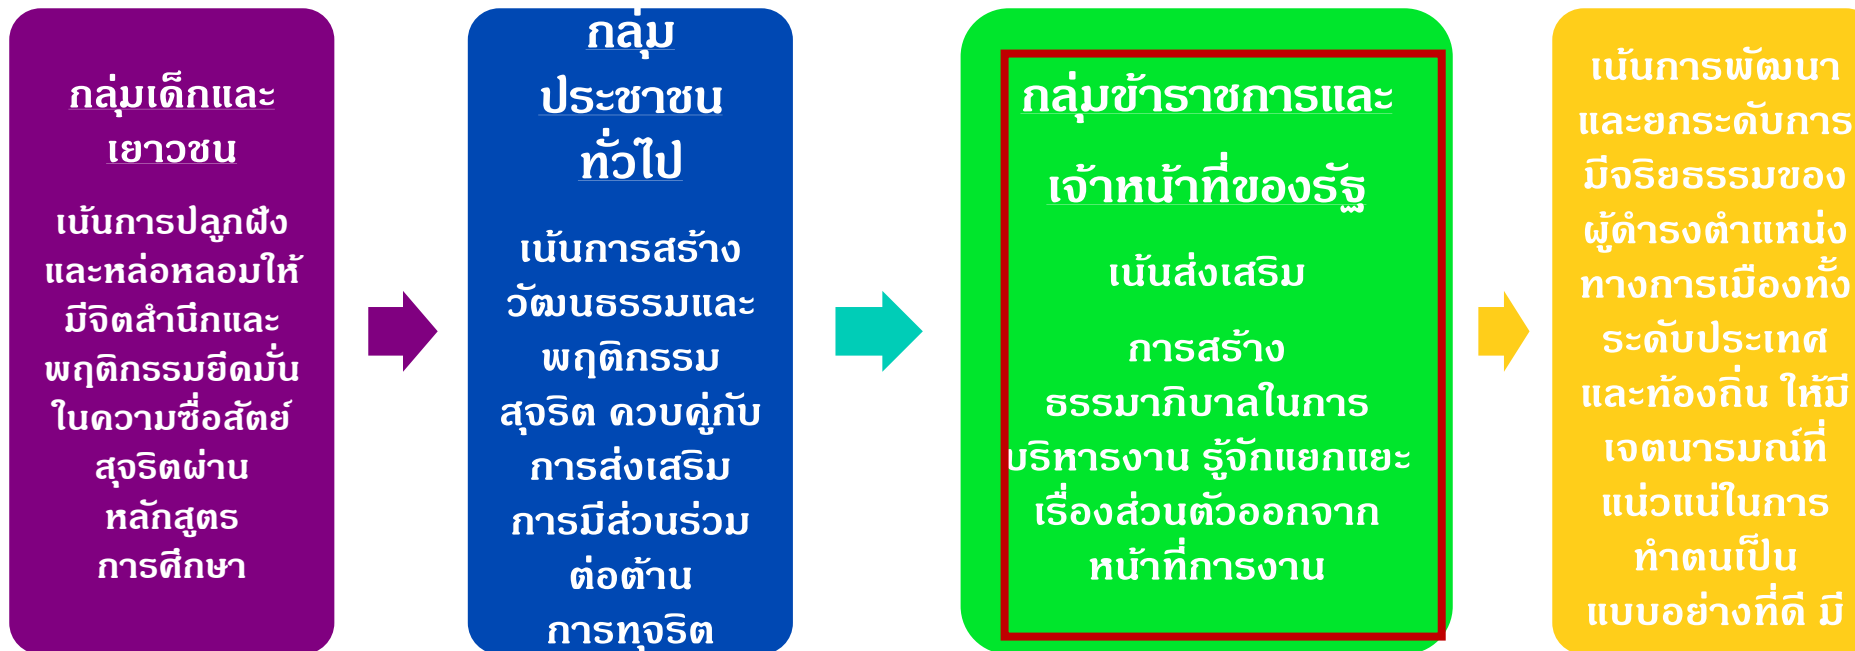 กลุ่มเด็กและ
เยาวชน
เน้นการปลูกฝัง
และหล่อหลอมให้
มีจิตสำนึกและ
พฤติกรรมยึดมั่น
ในความซื่อสัตย์
สุจริตผ่าน
หลักสูตร
การศึกษา
กลุ่ม
ประชาชน
ทั่วไป
เน้นการสร้าง
วัฒนธรรมและ
พฤติกรรม
สุจริต ควบคู่กับ
การส่งเสริม
การมีส่วนร่วม
ต่อต้าน
การทุจริต
กลุ่มข้าราชการและ
เจ้าหน้าที่ของรัฐ
เน้นส่งเสริม
การสร้าง
ธรรมาภิบาลในการ
บริหารงาน รู้จักแยกแยะ
เรื่องส่วนตัวออกจาก
หน้าที่การงาน
เน้นการพัฒนา
และยกระดับการ
มีจริยธรรมของ
ผู้ดำรงตำแหน่ง
ทางการเมืองทั้ง
ระดับประเทศ
และท้องถิ่น ให้มี
เจตนารมณ์ที่
แน่วแน่ในการ
ทำตนเป็น
แบบอย่างที่ดี มี